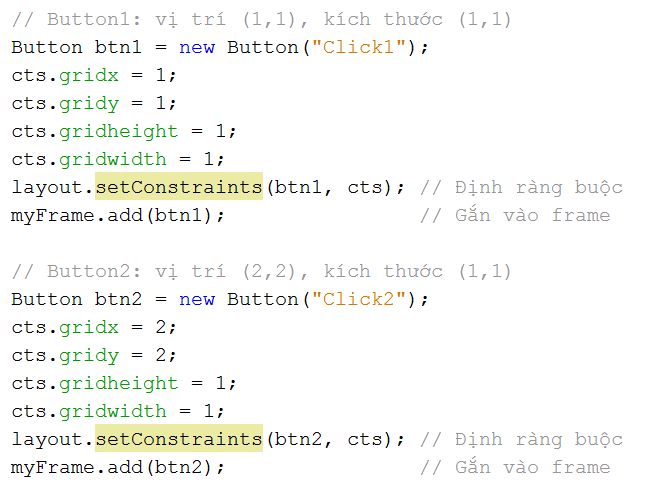 // Button1: vị trí (1,1), kích thước (1,1)
Button btn1 = new Button("Click1");
cts.gridx = 1;
cts.gridy = 1;
cts.gridheight = 1;
cts.gridwidth = 1;
layout.setConstraints(btn1, cts); // Định ràng buộc
myFrame.add(btn1); // Gắn vào frame
// Button2: vị trí (2,2), kích thước (1,1)
Button btn2 = new Button("Click2");
cts.gridx = 2;
cts.gridy = 2;
cts.gridheight = 1;
cts.gridwidth = 1;
layout.setConstraints(btn2, cts); // Định ràng buộc
myFrame.add(btn2); // Gắn vào frame